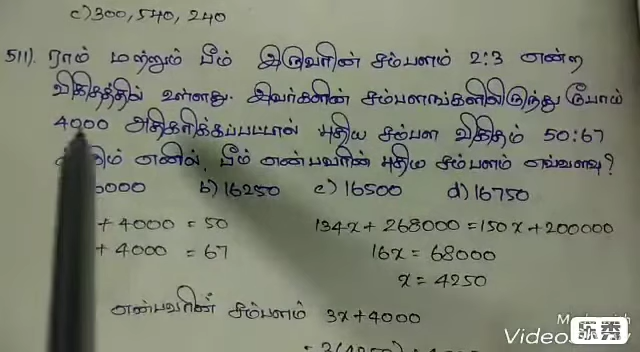 c) 300, 540, 240
511). ராம் மற்றும் பீம் இருவரின் சம்பளம் 2:3 என்ற
விகிதத்தில் உள்ளது. அவர்களின் சம்பளங்களிலிருந்து ரூபாய்
4000 அதிகரிக்கப்பட்டால் புதிய சம்பள விகிதம் 50:67
எனில், பீம் என்பவரின் புதிய சம்பளம் எவ்வளவு?
6000 b) 16250 c) 16500 d) 16750
+ 4000 = 50 134x + 268000 = 150x + 200000
+ 4000 = 67 16x = 68000
x = 4250
என்பவரின் சம்பளம் 3x + 4000